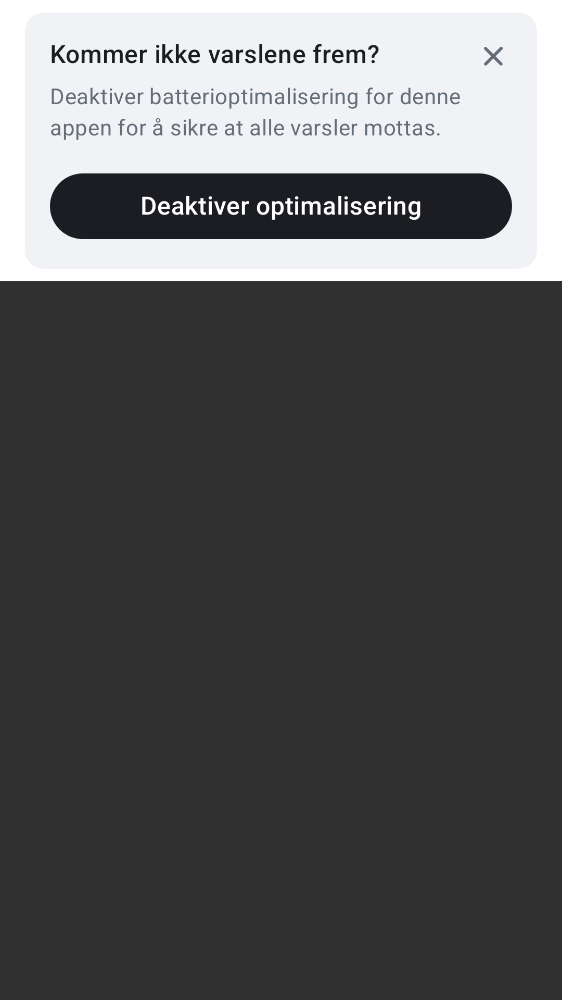 Kommer ikke varslene frem?
Deaktiver batterioptimalisering for denne
appen for å sikre at alle varsler mottas.
Deaktiver optimalisering